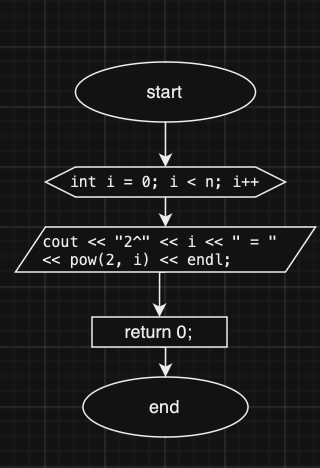 start
int i = 0; i < n; i++
cout << "2^" << i << " = "
<< pow(2, i) << endl;
return 0;
end